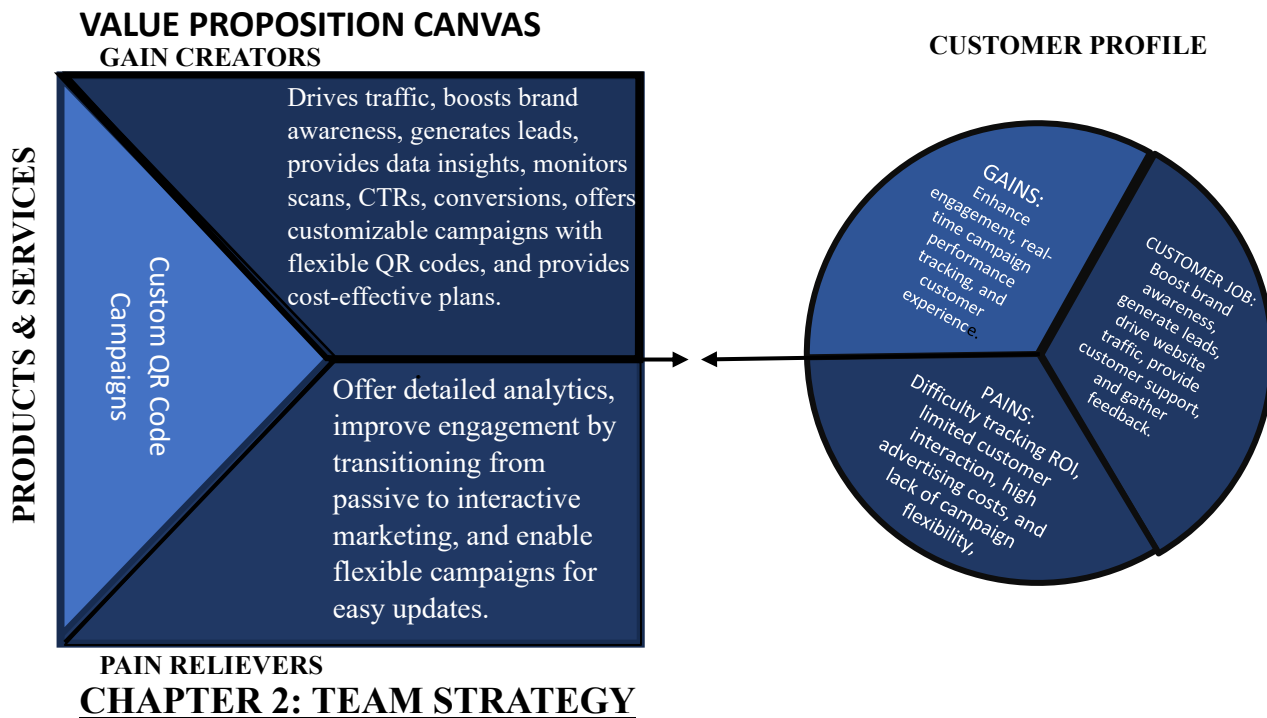 VALUE PROPOSITION CANVAS
GAIN CREATORS
CUSTOMER PROFILE
PRODUCTS & SERVICES
Custom QR Code
Campaigns
Drives traffic, boosts brand
awareness, generates leads,
provides data insights, monitors
scans, CTRs, conversions, offers
customizable campaigns with
flexible QR codes, and provides
cost-effective plans.
Offer detailed analytics,
improve engagement by
transitioning from
passive to interactive
marketing, and enable
flexible campaigns for
easy updates.
PAIN RELIEVERS
GAINS:
Enhance
engagement, real-
time campaign
performance
tracking, and
customer
experience.
CUSTOMER JOB:
Boost brand
awareness,
generate leads,
drive website
traffic, provide
customer support,
and gather
feedback.
PAINS:
Difficulty tracking ROI,
limited customer
interaction, high
advertising costs, and
lack of campaign
flexibility,
CHAPTER 2: TEAM STRATEGY